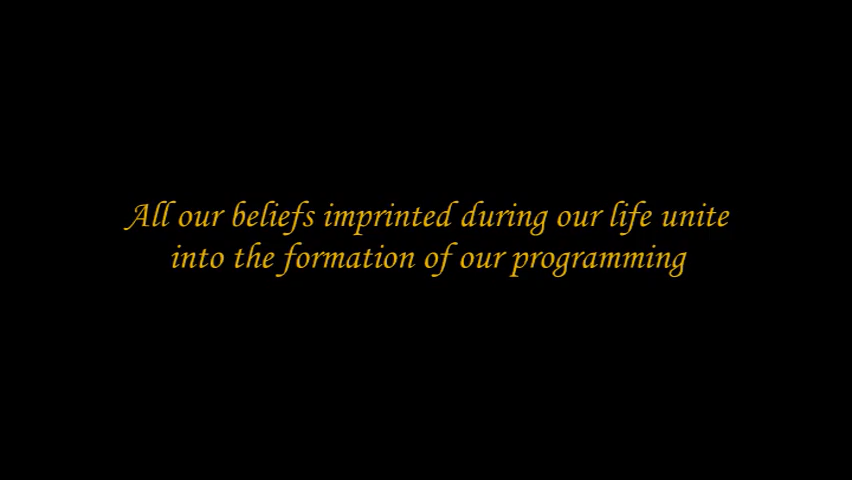 All our beliefs imprinted during our life unite
into the formation of our programming